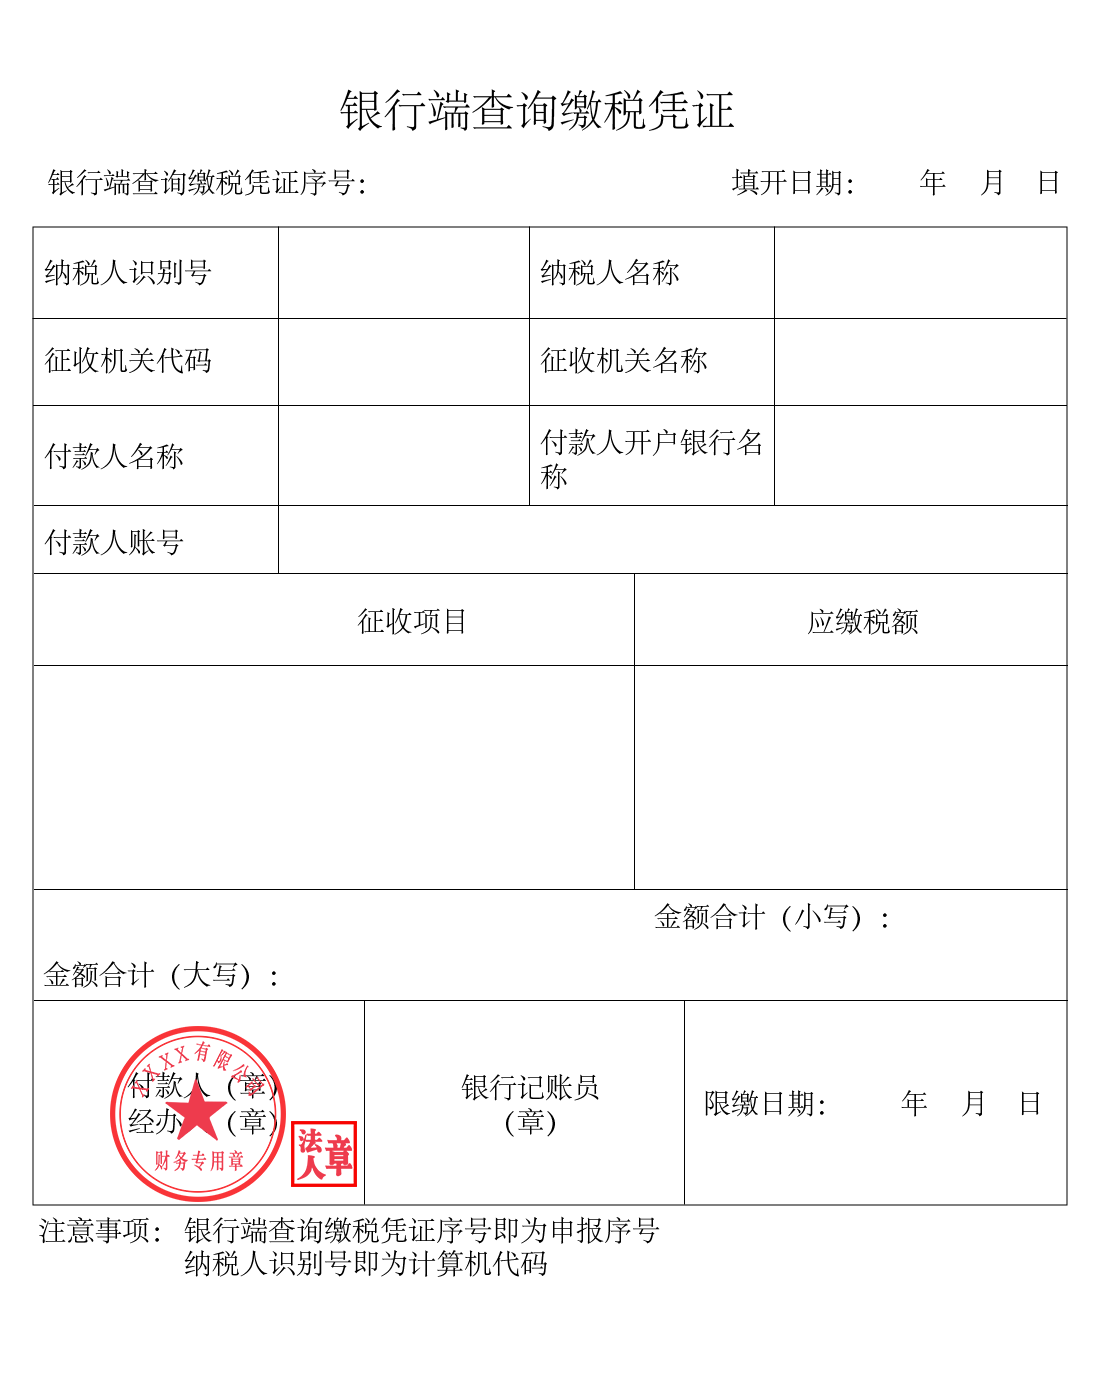 银行端查询缴税凭证
银行端查询缴税凭证序号： 填开日期： 年 月 日
纳税人识别号 纳税人名称
征收机关代码 征收机关名称
付款人名称 付款人开户银行名
称
付款人账号
征收项目 应缴税额
金额合计（小写）：
金额合计（大写）：
XXXX有限公司
付款人（章）
经办 （章）
财务专用章
法人章
银行记账员
（章）
限缴日期： 年 月 日
注意事项： 银行端查询缴税凭证序号即为申报序号
纳税人识别号即为计算机代码